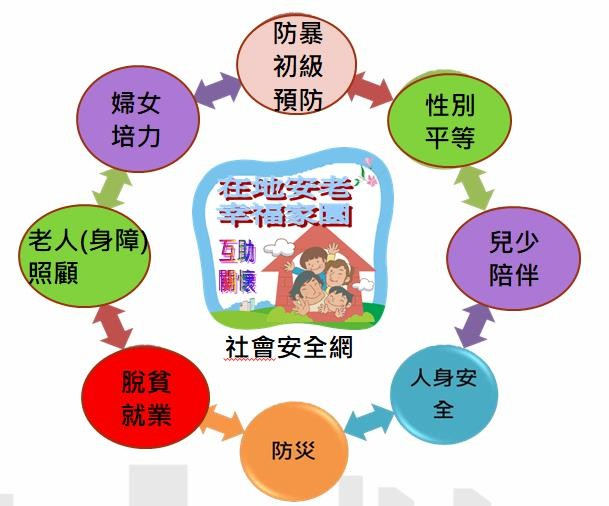 防暴
初級
預防
性別
平等
兒少
陪伴
人身安
全
防災
脫貧
就業
老人(身障)
照顧
婦女
培力
在地安老
幸福家園
互助
關懷
社會安全網